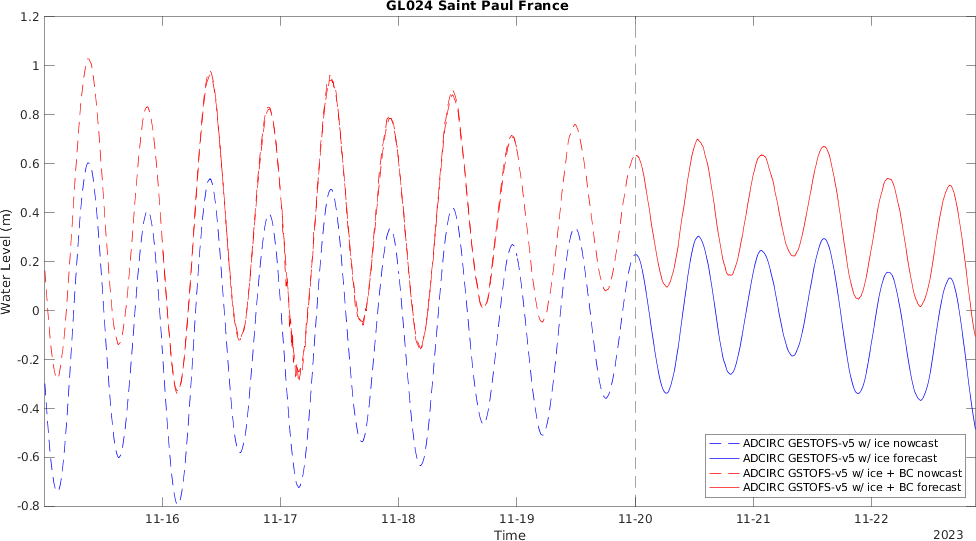 GL024 Saint Paul France
1.2
1
0.8
0.6
0.4
0.2
0
-0.2
-0.4
-0.6
-0.8
Water Level (m)
ADCIRC GESTOFS-v5 w/ ice nowcast
ADCIRC GESTOFS-v5 w/ ice forecast
ADCIRC GSTOFS-v5 w/ ice + BC nowcast
ADCIRC GSTOFS-v5 w/ ice + BC forecast
11-16 11-17 11-18 11-19 11-20 11-21 11-22
Time
2023